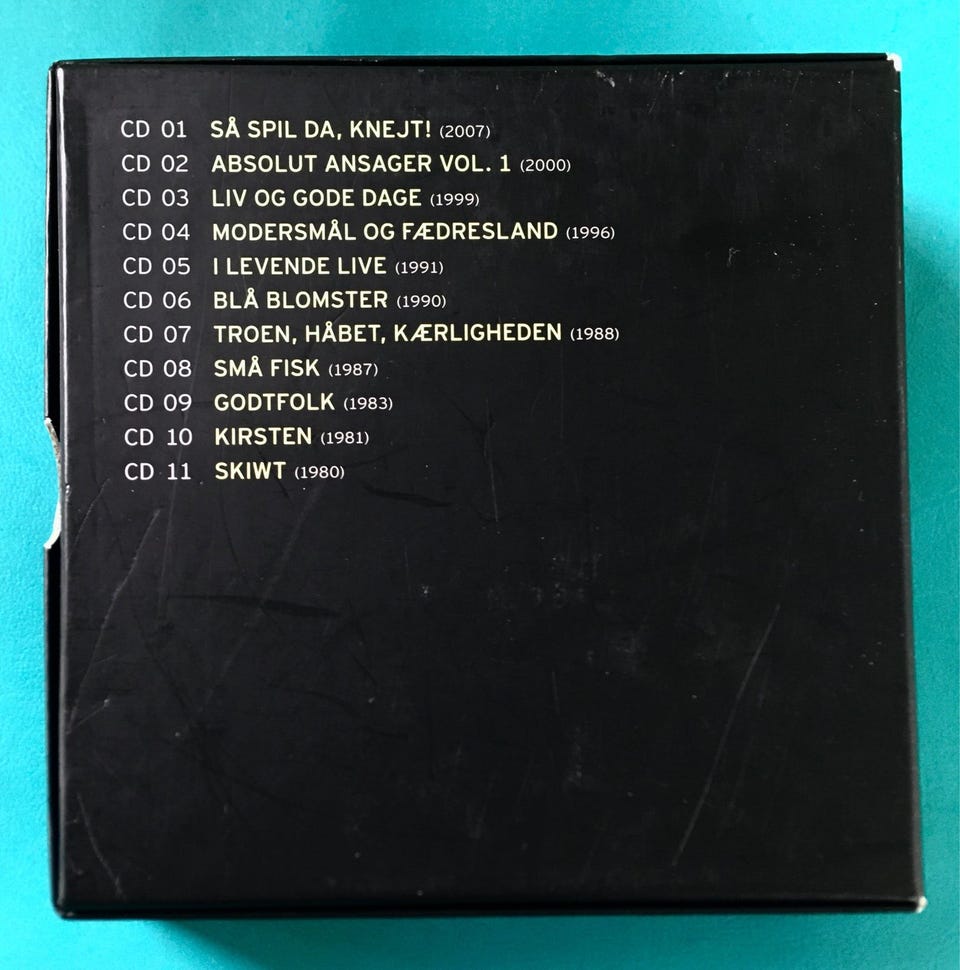 CD 01 SÅ SPIL DA, KNEJT! (2007)
CD 02 ABSOLUT ANSAGER VOL. 1 (2000)
CD 03 LIV OG GODE DAGE (1999)
CD 04 MODERSMÅL OG FÆDRESLAND (1996)
CD 05 I LEVENDE LIVE (1991)
CD 06 BLÅ BLOMSTER (1990)
CD 07 TROEN, HÅBET, KÆRLIGHEDEN (1988)
CD 08 SMÅ FISK (1987)
CD 09 GODTFOLK (1983)
CD 10 KIRSTEN (1981)
CD 11 SKIWT (1980)